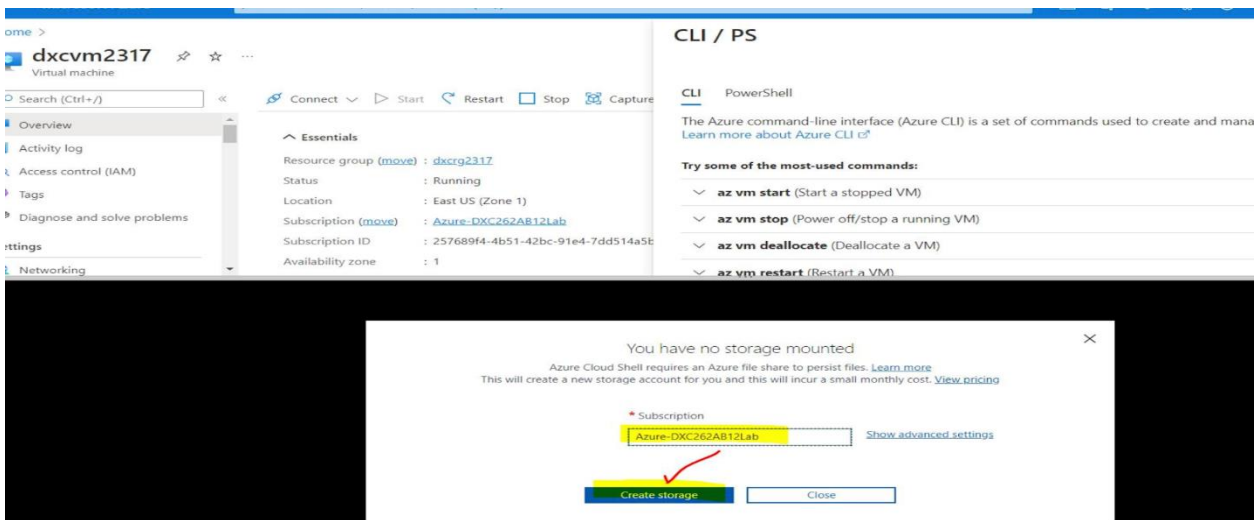 ome >
dxcvm2317
Virtual machine
Search (Ctrl+/)
Overview
Activity log
Access control (IAM)
Tags
Diagnose and solve problems
ettings
Networking
Connect Start Restart Stop Capture
Essentials
Resource group (move) : dxcrg2317
Status : Running
Location : East US (Zone 1)
Subscription (move) : Azure-DXC262AB12Lab
Subscription ID : 257689f4-4b51-42bc-91e4-7dd514a5b
Availability zone : 1
CLI / PS
CLI PowerShell
The Azure command-line interface (Azure CLI) is a set of commands used to create and mana
Learn more about Azure CLI
Try some of the most-used commands:
az vm start (Start a stopped VM)
az vm stop (Power off/stop a running VM)
az vm deallocate (Deallocate a VM)
az vm restart (Restart a VM)
You have no storage mounted
Azure Cloud Shell requires an Azure file share to persist files. Learn more
This will create a new storage account for you and this will incur a small monthly cost. View pricing
* Subscription
Azure-DXC262AB12Lab Show advanced settings
Create storage Close